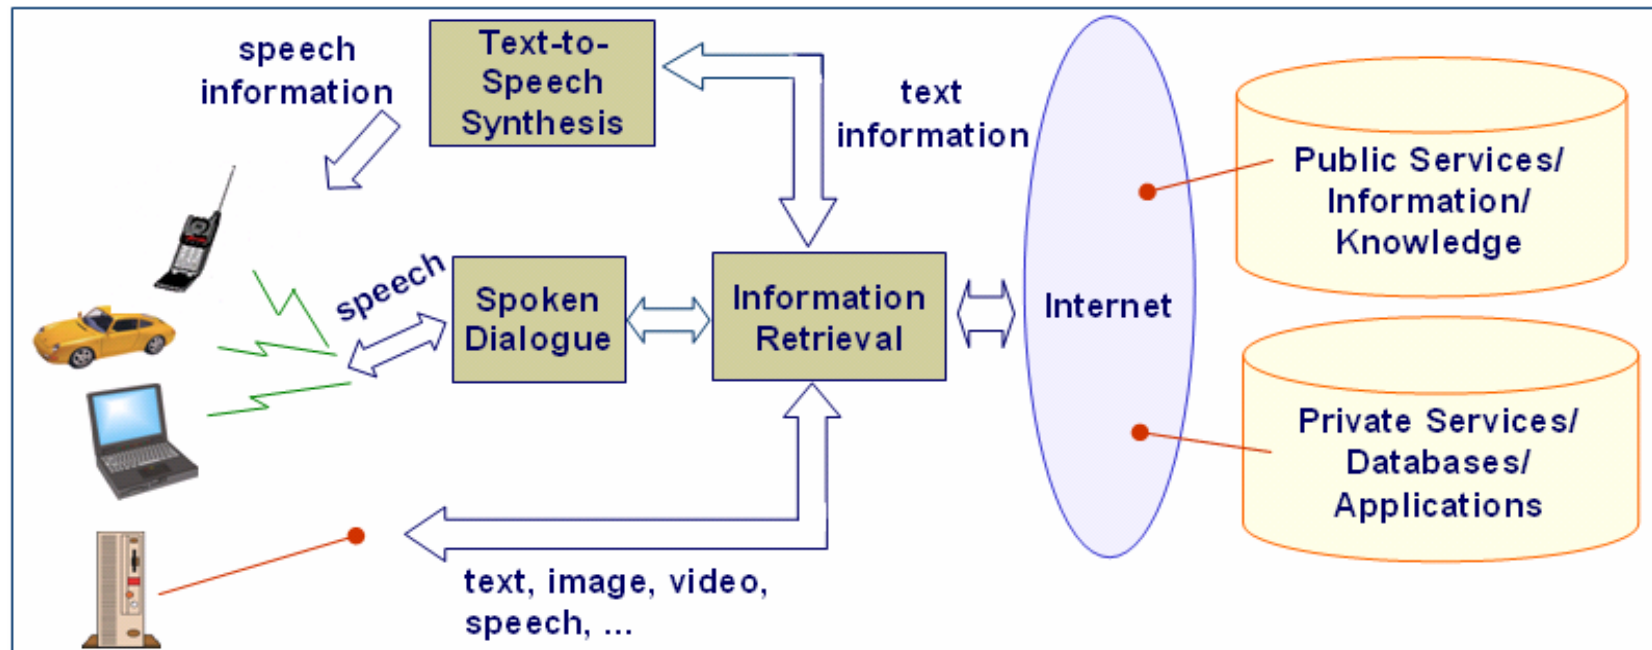 speech
information
Text-to-
Speech
Synthesis
text
information
Public Services/
Information/
Knowledge
speech
Spoken
Dialogue
Information
Retrieval
Internet
Private Services/
Databases/
Applications
text, image, video,
speech, ...